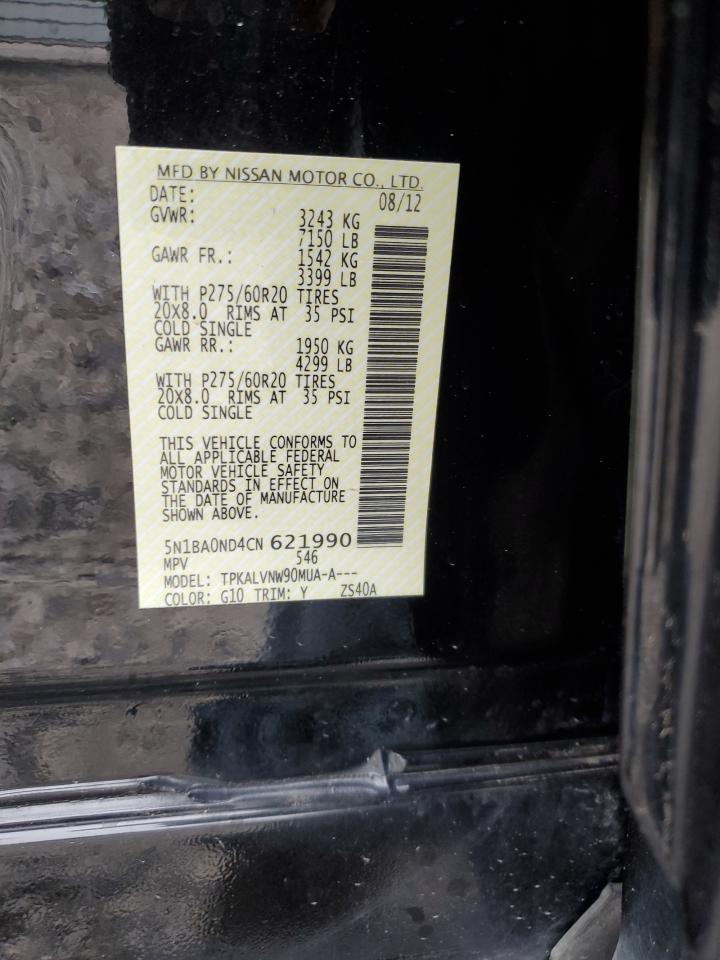 MFD BY NISSAN MOTOR CO., LTD.
DATE: 08/12
GVWR: 3243 KG
7150 LB
GAWR FR.: 1542 KG
3399 LB
WITH P275/60R20 TIRES
20X8.0 RIMS AT 35 PSI
COLD SINGLE
GAWR RR.: 1950 KG
4299 LB
WITH P275/60R20 TIRES
20X8.0 RIMS AT 35 PSI
COLD SINGLE
THIS VEHICLE CONFORMS TO
ALL APPLICABLE FEDERAL
MOTOR VEHICLE SAFETY
STANDARDS IN EFFECT ON
THE DATE OF MANUFACTURE
SHOWN ABOVE.
5N1BA0ND4CN 621990
MPV 546
MODEL: TPKALVNW90MUA-A---
COLOR: G10 TRIM: Y ZS40A